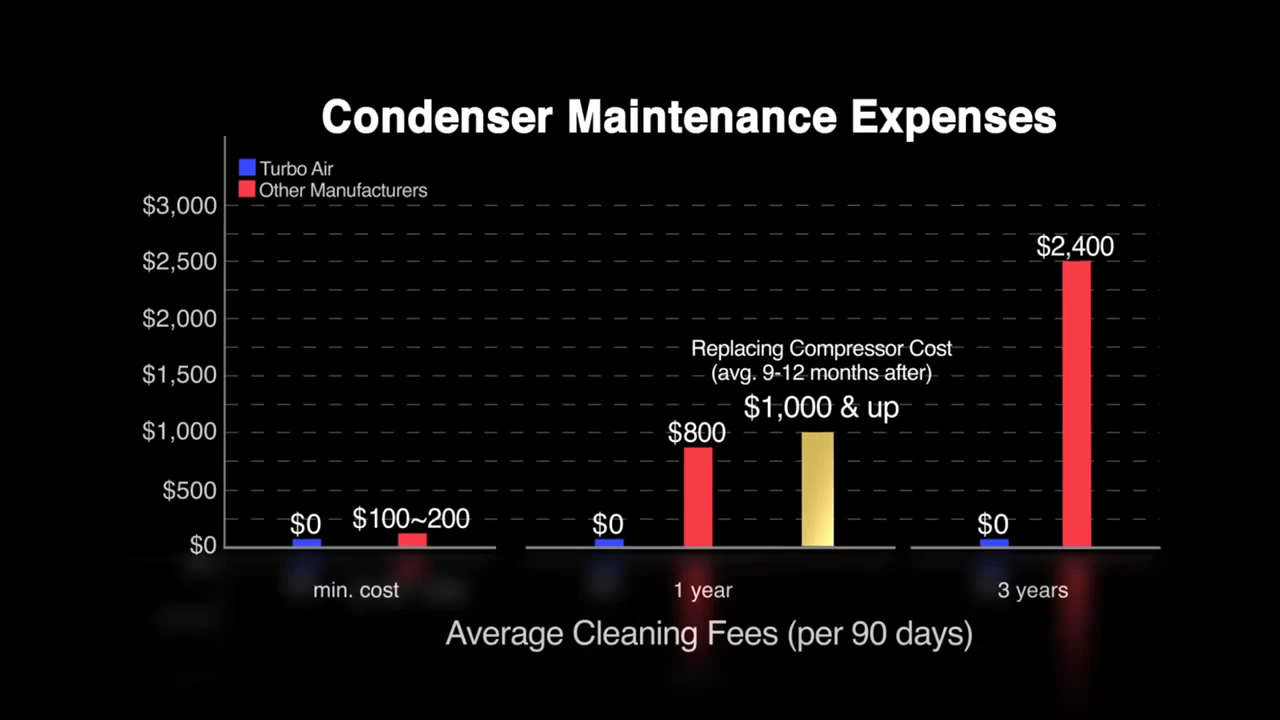 Condenser Maintenance Expenses
Turbo Air
Other Manufacturers
$3,000
$2,500
$2,000
$1,500
$1,000
$500
$0
$0
$100~200
$0
$800
Replacing Compressor Cost
(avg. 9-12 months after)
$1,000 & up
$0
$2,400
min. cost
1 year
3 years
Average Cleaning Fees (per 90 days)